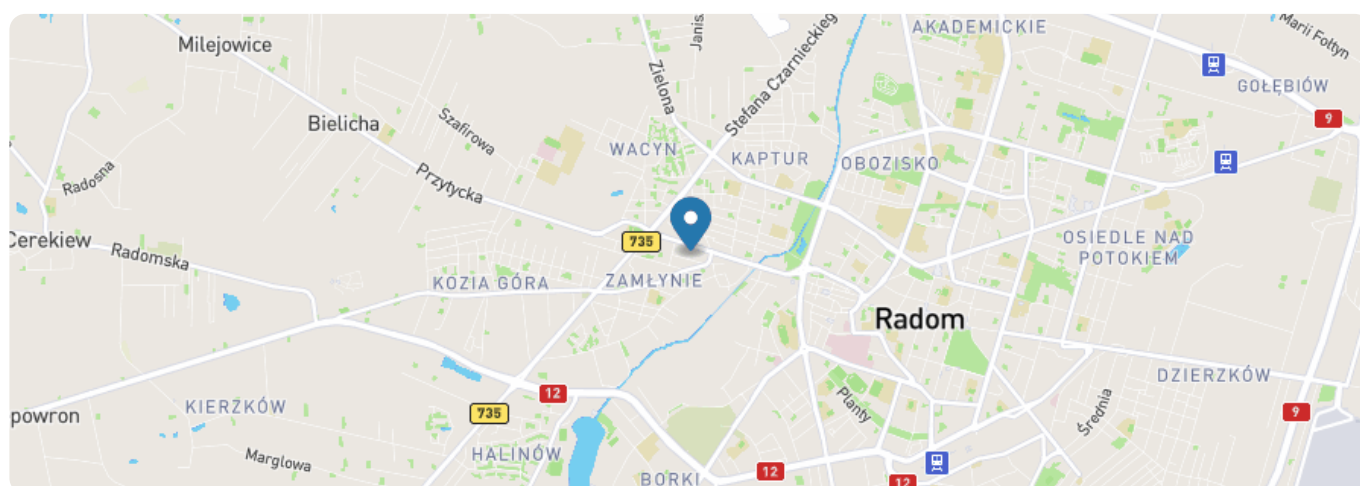 Milejowice
Janis
Zielona
Stefana Czarnieckiego
AKADEMICKIE
Marii Fołtyn
GOŁĘBIÓW
9
Bielicha
Szafirowa
WACYN
KAPTUR
OBOZISKO
Radosna
Przytycka
Cerekiew
Radomska
735
OSIEDLE NAD
POTOKIEM
KOZIA GÓRA
ZAMŁYNIE
Radom
DZIERZKÓW
12
KIERZKÓW
735
Planty
Średnia
9
powron
Marglowa
HALINÓW
BORKI
12
12